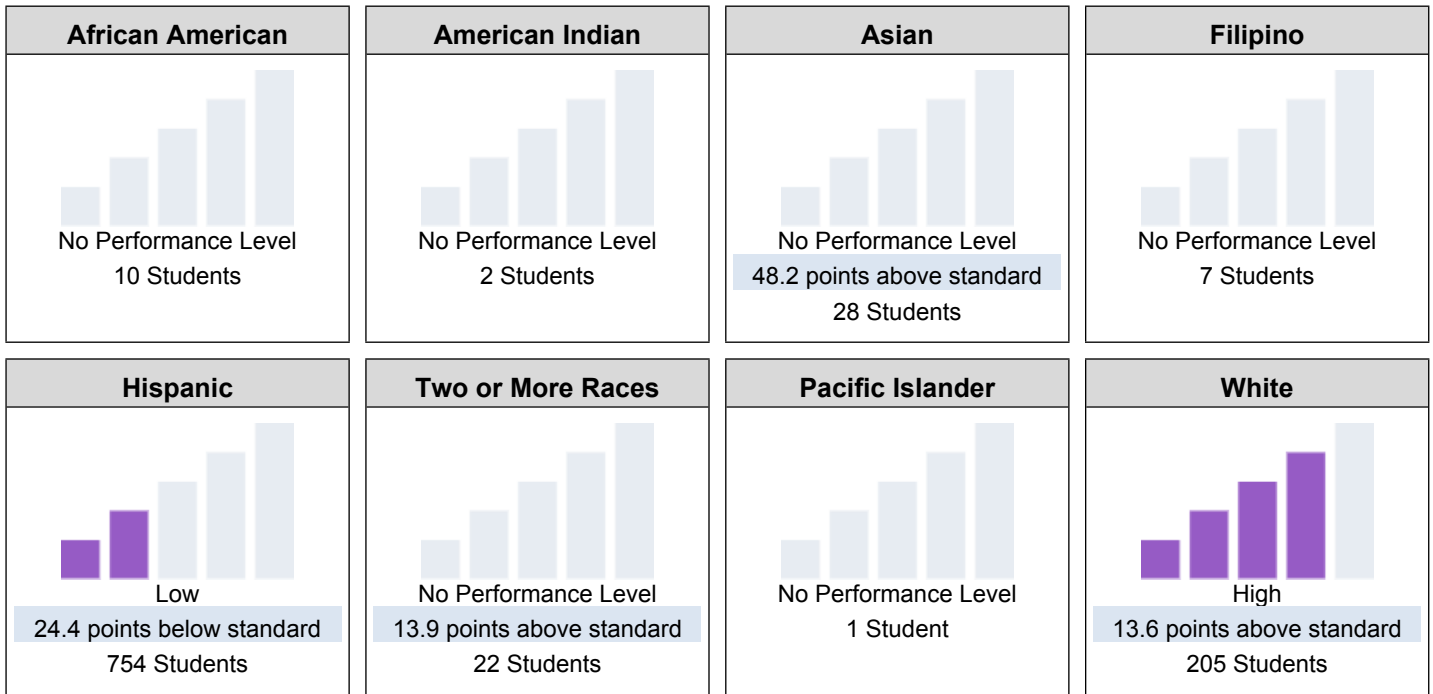 African American
No Performance Level
10 Students
American Indian
No Performance Level
2 Students
Asian
No Performance Level
48.2 points above standard
28 Students
Filipino
No Performance Level
7 Students
Hispanic
Low
24.4 points below standard
754 Students
Two or More Races
No Performance Level
13.9 points above standard
22 Students
Pacific Islander
No Performance Level
1 Student
White
High
13.6 points above standard
205 Students